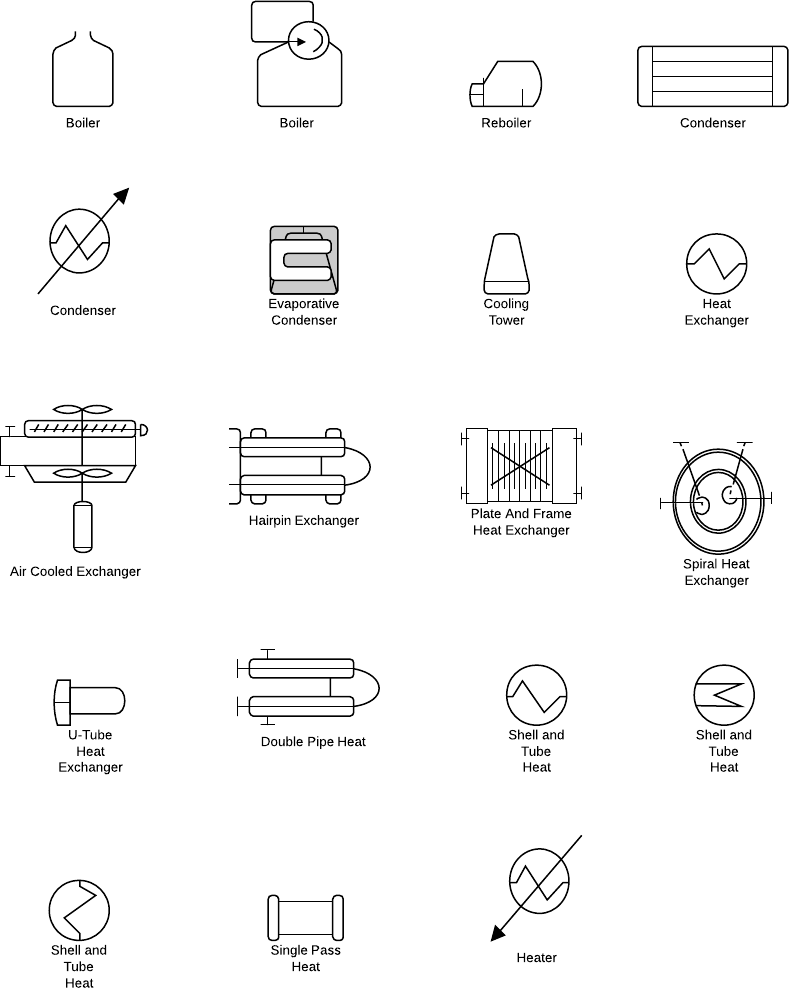 Boiler
Boiler
Reboiler
Condenser
Condenser
Evaporative
Condenser
Cooling
Tower
Heat
Exchanger
Air Cooled Exchanger
Hairpin Exchanger
Plate And Frame
Heat Exchanger
Spiral Heat
Exchanger
U-Tube
Heat
Exchanger
Double Pipe Heat
Shell and
Tube
Heat
Shell and
Tube
Heat
Shell and
Tube
Heat
Single Pass
Heat
Heater